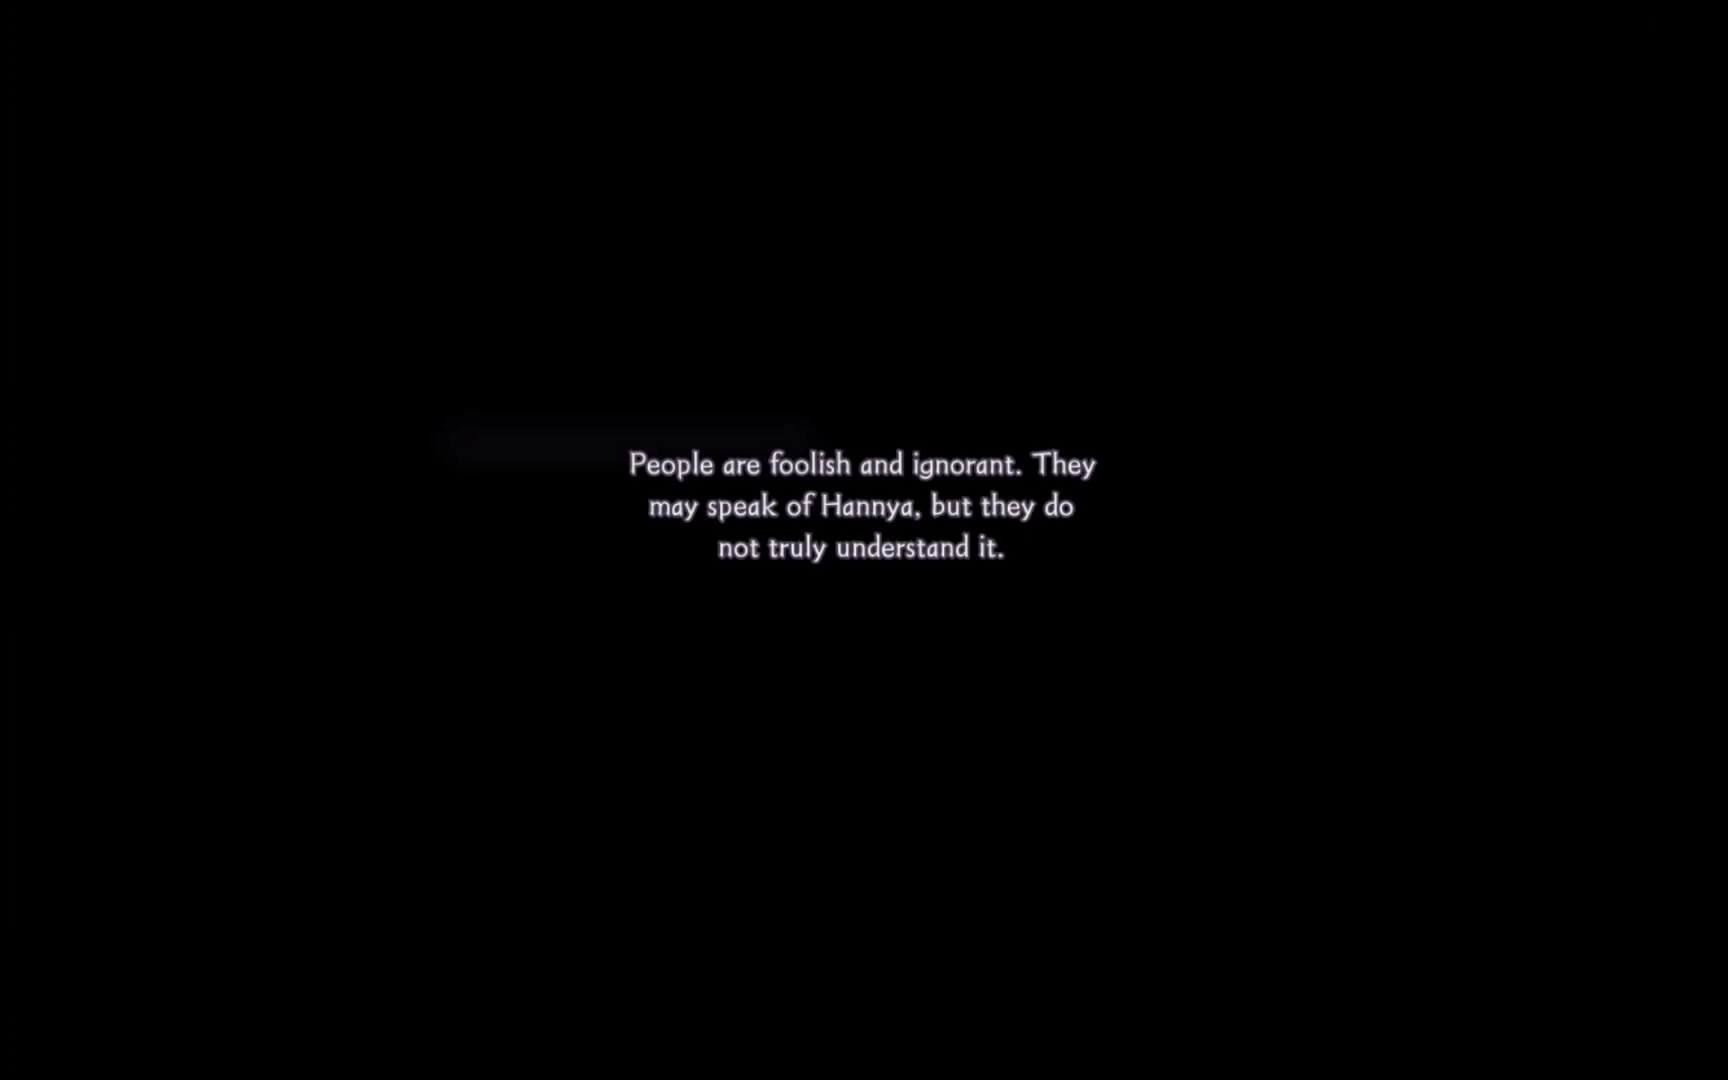 People are foolish and ignorant. They
may speak of Hannya, but they do
not truly understand it.